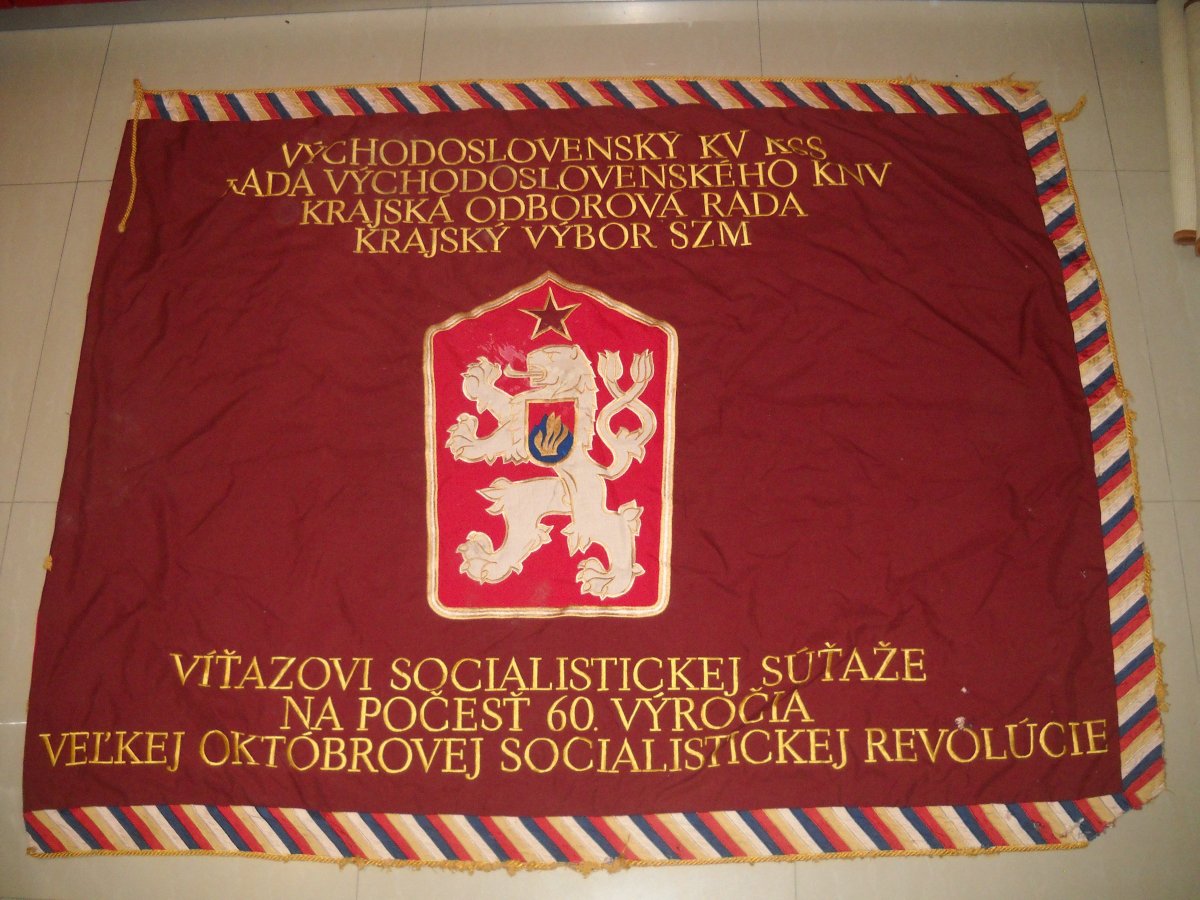 VÝCHODOSLOVENSKÝ KV KSS
RADA VÝCHODOSLOVENSKÉHO KNV
KRAJSKÁ ODBOROVÁ RADA
KRAJSKÝ VÝBOR SZM
VÍŤAZOVI SOCIALISTICKEJ SÚŤAŽE
NA POČESŤ 60. VÝROČIA
VEĽKEJ OKTÓBROVEJ SOCIALISTICKEJ REVOLÚCIE